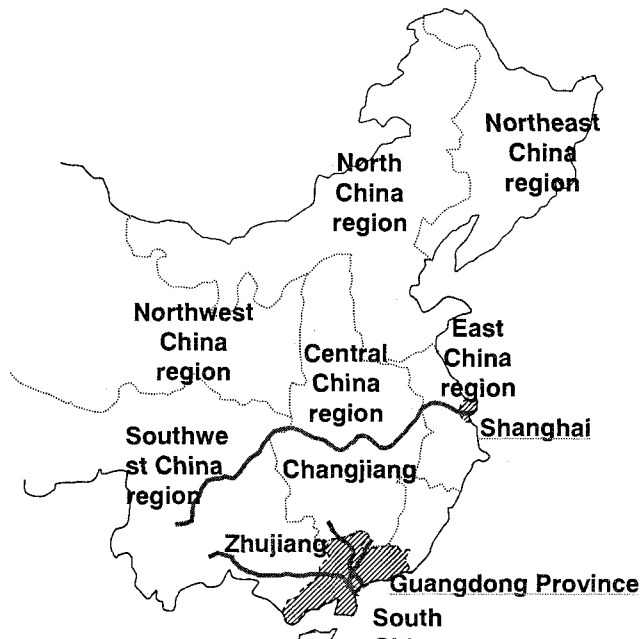 Northeast
China
region
North
China
region
Northwest
China
region
East
China
region
Central
China
region
Shanghai
Southwe
st China
region
Changjiang
Zhujiang
Guangdong Province
South